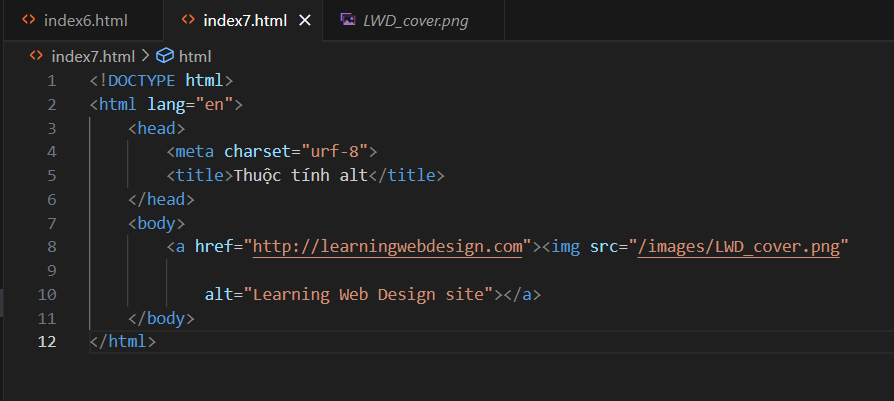 index6.html index7.html × LWD_cover.png
index7.html > html
1 <!DOCTYPE html>
2 <html lang="en">
3 <head>
4 <meta charset="urf-8">
5 <title>Thuộc tính alt</title>
6 </head>
7 <body>
8 <a href="http://learningwebdesign.com"><img src="/images/LWD_cover.png"
9
10 alt="Learning Web Design site"></a>
11 </body>
12 </html>